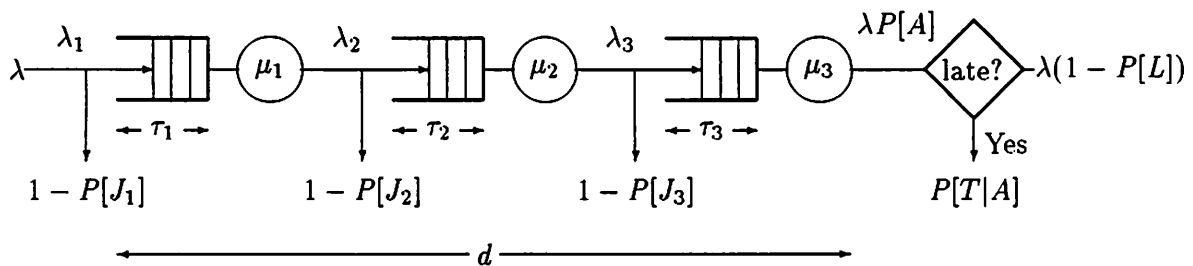 λ₁ λ₂ λ₃ λP[A]
λ μ₁ μ₂ μ₃ late? λ(1 − P[L])
τ₁ τ₂ τ₃ Yes
1 − P[J₁] 1 − P[J₂] 1 − P[J₃] P[T|A]
d